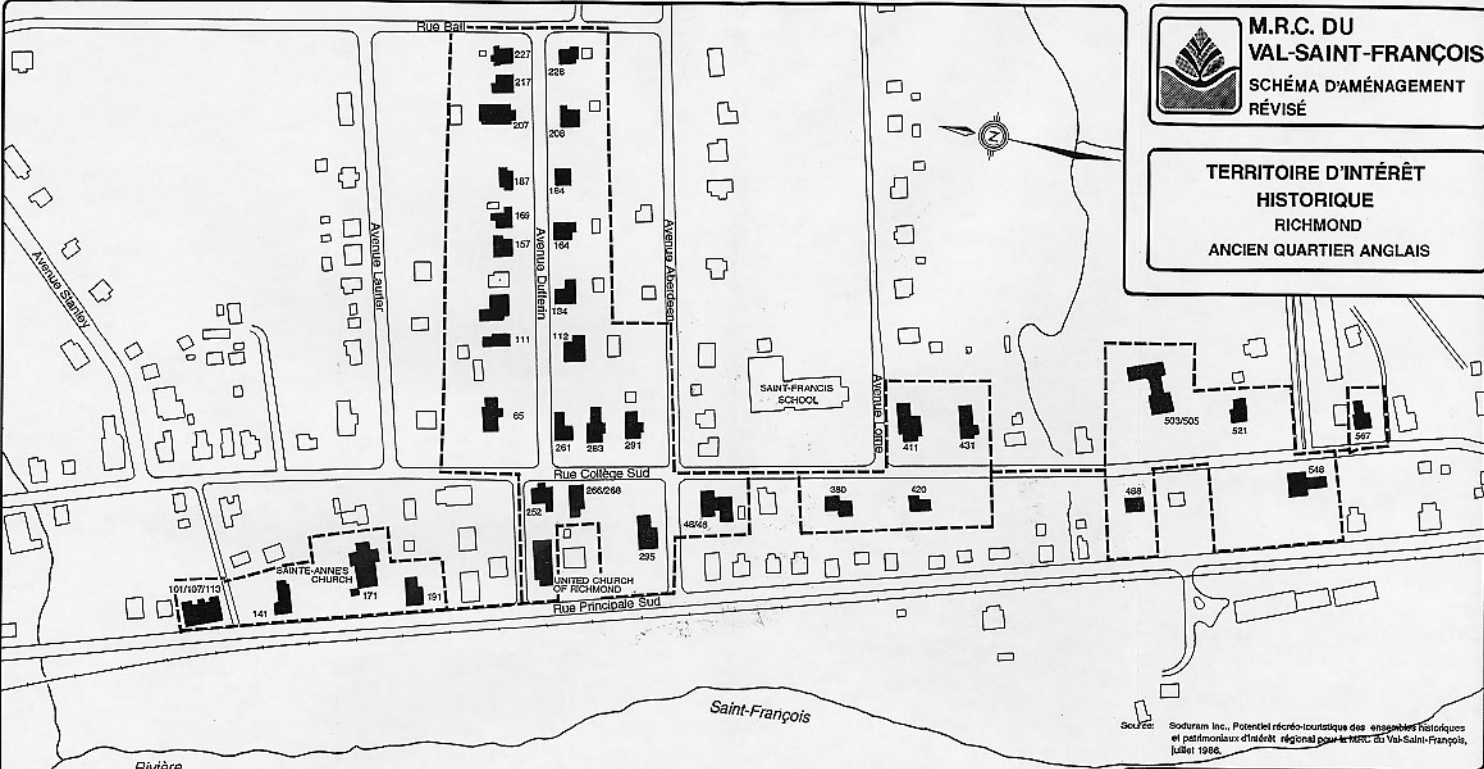 M.R.C. DU
VAL-SAINT-FRANÇOIS
SCHÉMA D'AMÉNAGEMENT
RÉVISÉ
TERRITOIRE D'INTÉRÊT
HISTORIQUE
RICHMOND
ANCIEN QUARTIER ANGLAIS
N
Rue Ball
227
226
217
207
208
187
184
169
157
164
134
111
112
65
261
283
291
Avenue Stanley
Avenue Laurier
Avenue Dufferin
Avenue Aberdeen
Avenue Lorne
SAINT-FRANCIS
SCHOOL
411
431
503/505
521
567
Rue Collège Sud
252
266/268
295
48/46
380
420
488
548
SAINTE-ANNE'S
CHURCH
101/107/113
141
171
191
UNITED CHURCH
OF RICHMOND
Rue Principale Sud
Saint-François
Rivière
Source: Soduram Inc., Potentiel récréo-touristique des ensembles historiques
et patrimoniaux d'intérêt régional pour la MRC du Val-Saint-François,
juillet 1986.